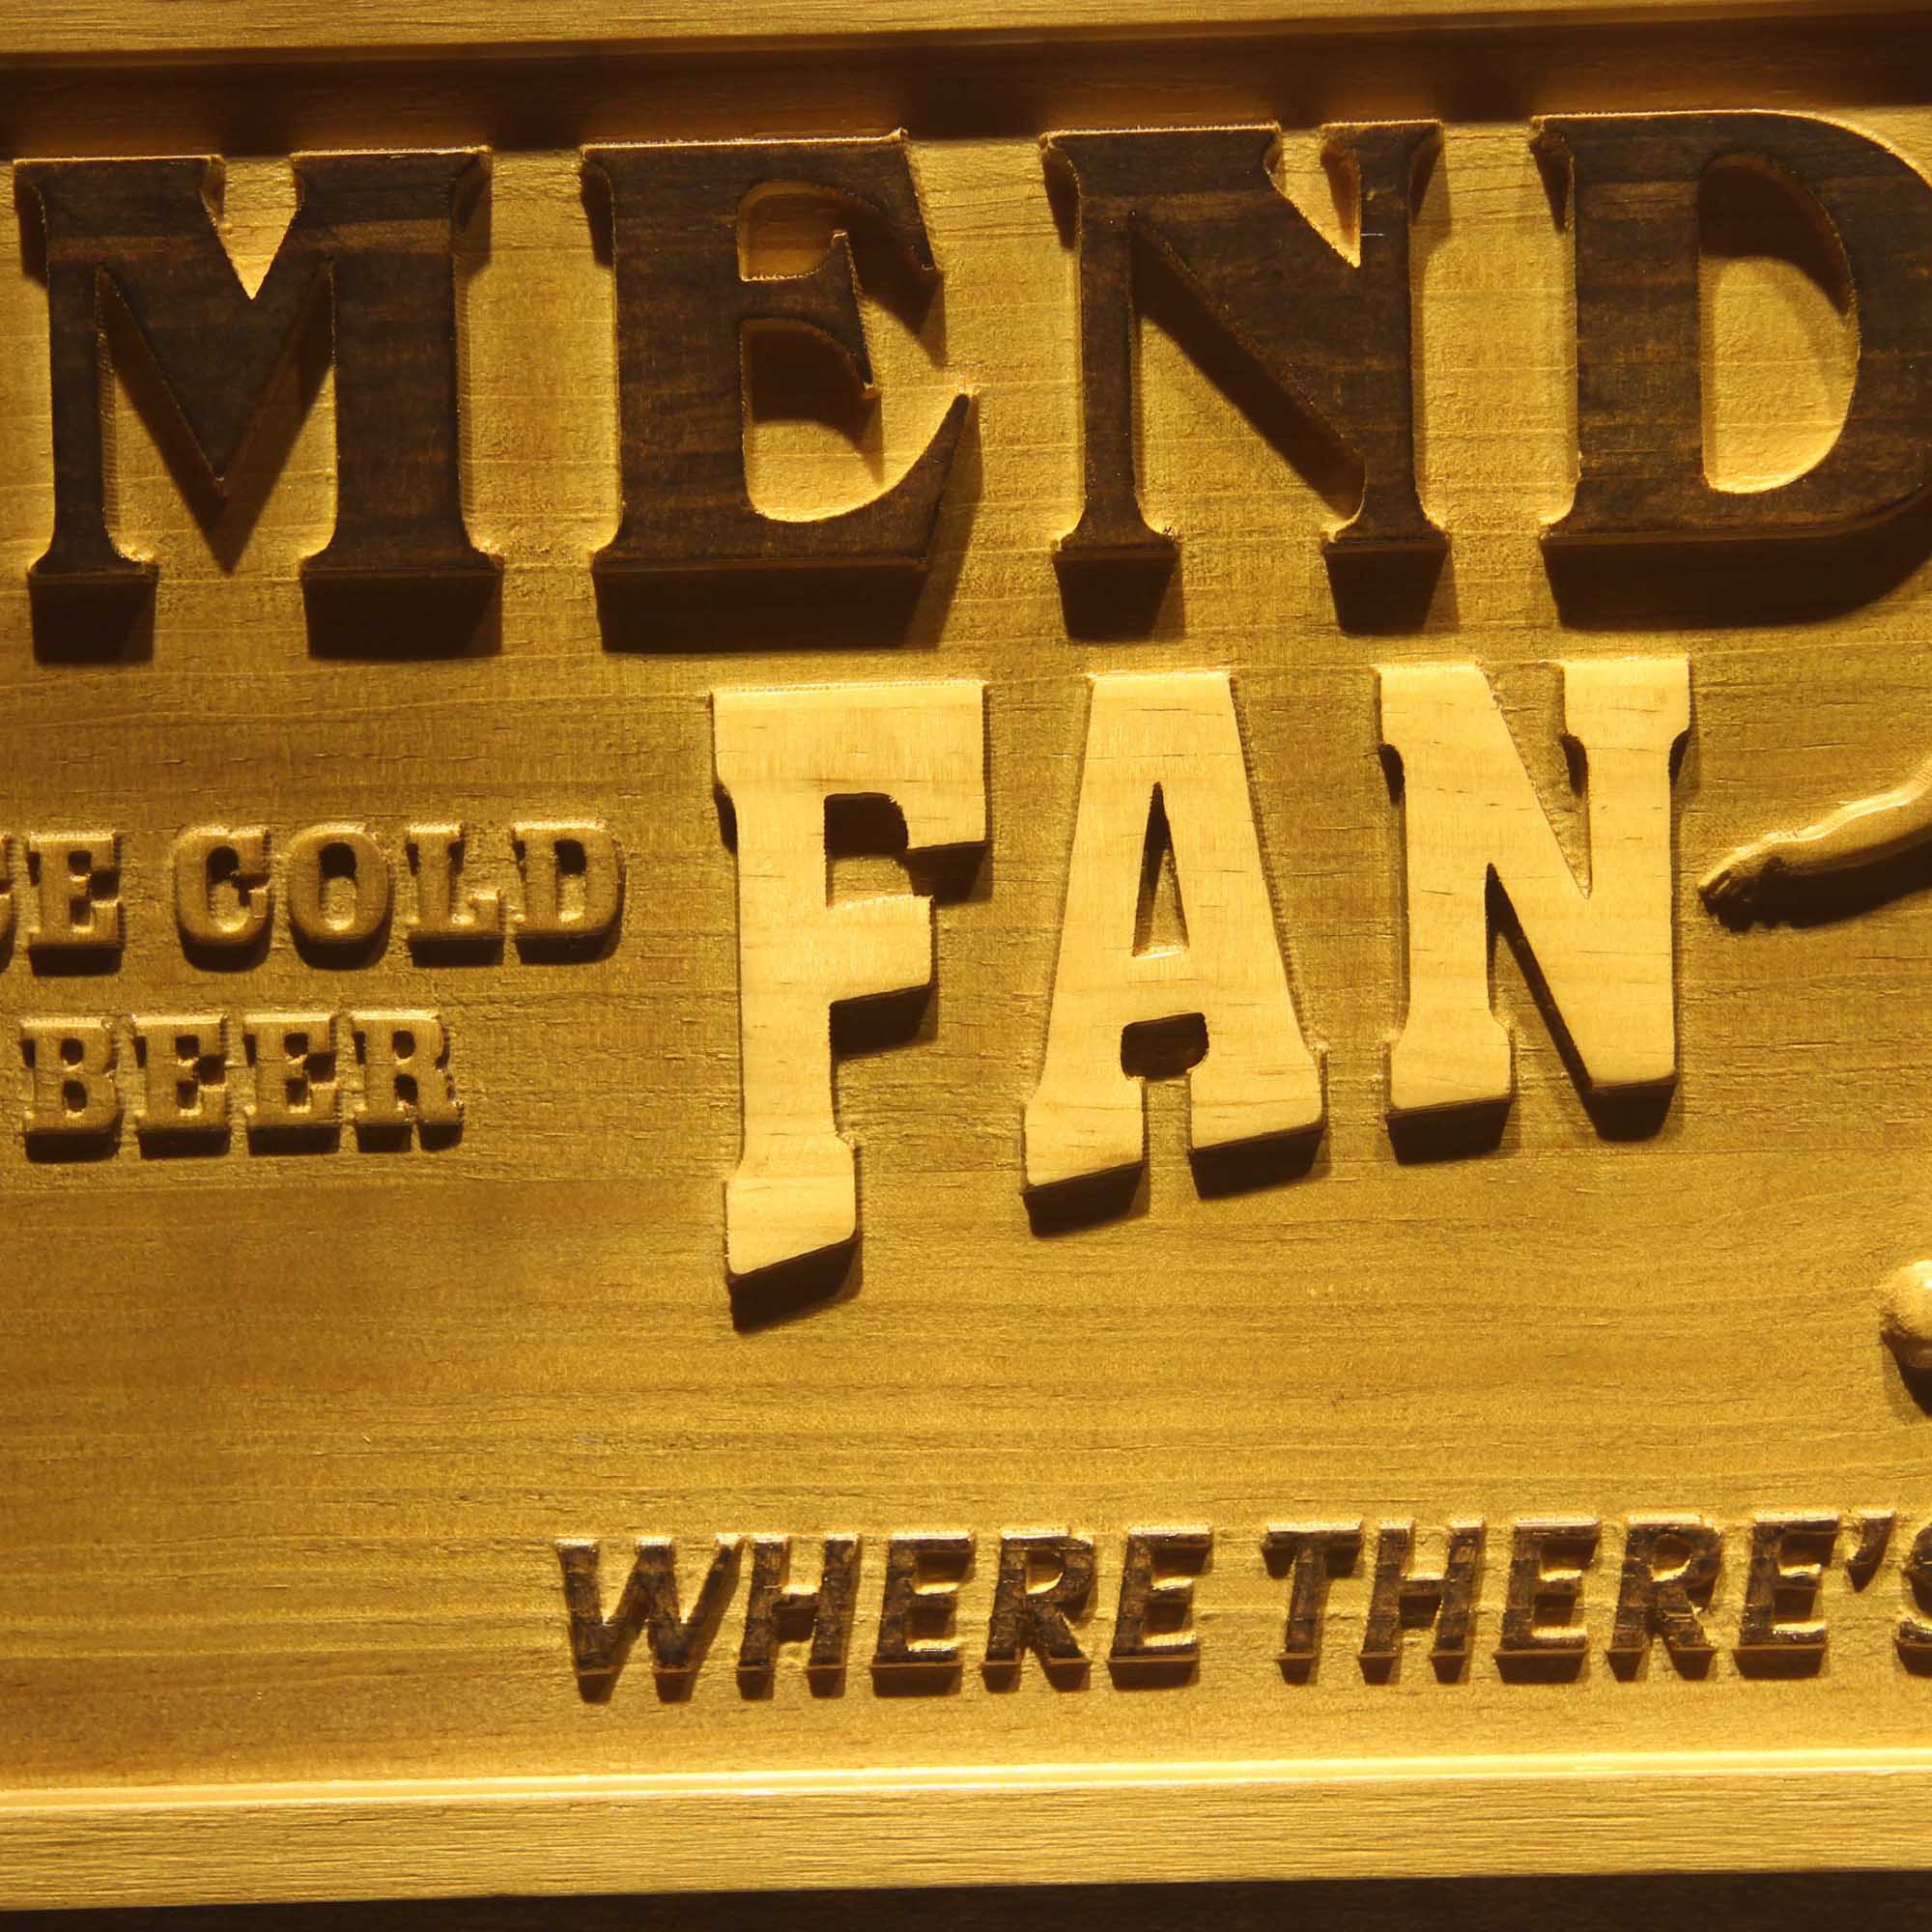 MEND
COLD
FAN
BEER
WHERE THERE'S